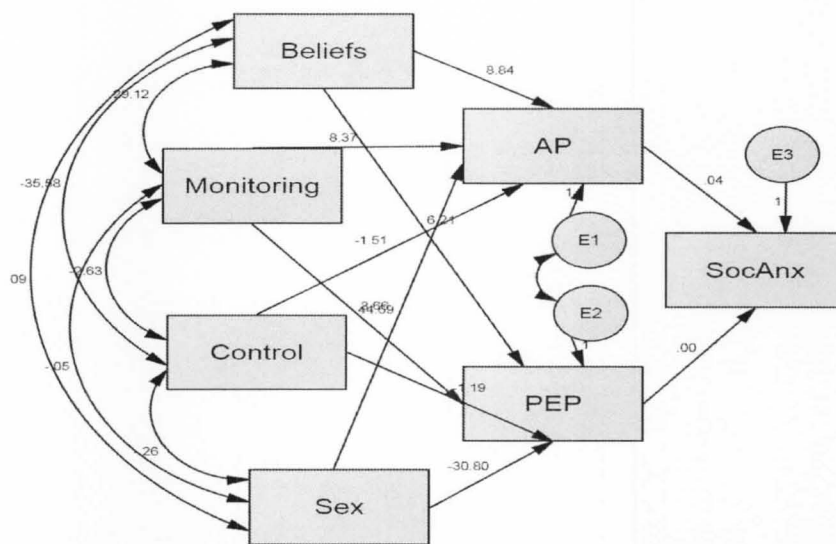 Beliefs
8.84
29.12
AP
8.37
E3
Monitoring
-35.58
.04
1
1
6.21
E1
-1.51
SocAnx
-2.63
.09
E2
Control
1
.00
-.05
-1.19
PEP
.26
-30.80
Sex